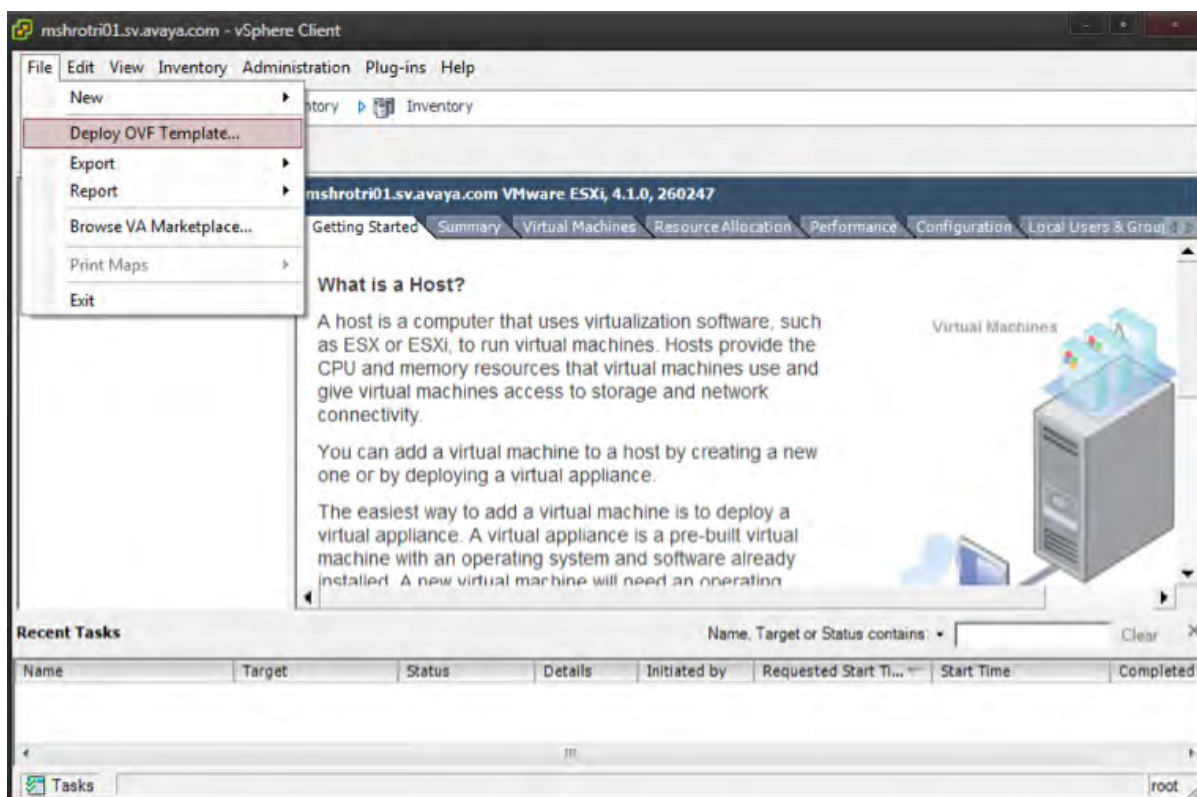 mshrotri01.sv.avaya.com - vSphere Client
File Edit View Inventory Administration Plug-ins Help
New
ntory Inventory
Deploy OVF Template...
Export
Report
Browse VA Marketplace...
Print Maps
Exit
mshrotri01.sv.avaya.com VMware ESXi, 4.1.0, 260247
Getting Started Summary Virtual Machines Resource Allocation Performance Configuration Local Users & Grou
What is a Host?
A host is a computer that uses virtualization software, such
as ESX or ESXi, to run virtual machines. Hosts provide the
CPU and memory resources that virtual machines use and
give virtual machines access to storage and network
connectivity.
You can add a virtual machine to a host by creating a new
one or by deploying a virtual appliance.
The easiest way to add a virtual machine is to deploy a
virtual appliance. A virtual appliance is a pre-built virtual
machine with an operating system and software already
installed. A new virtual machine will need an operating
Virtual Machines
Recent Tasks
Name, Target or Status contains: Clear
Name Target Status Details Initiated by Requested Start Ti... Start Time Completed
Tasks
root